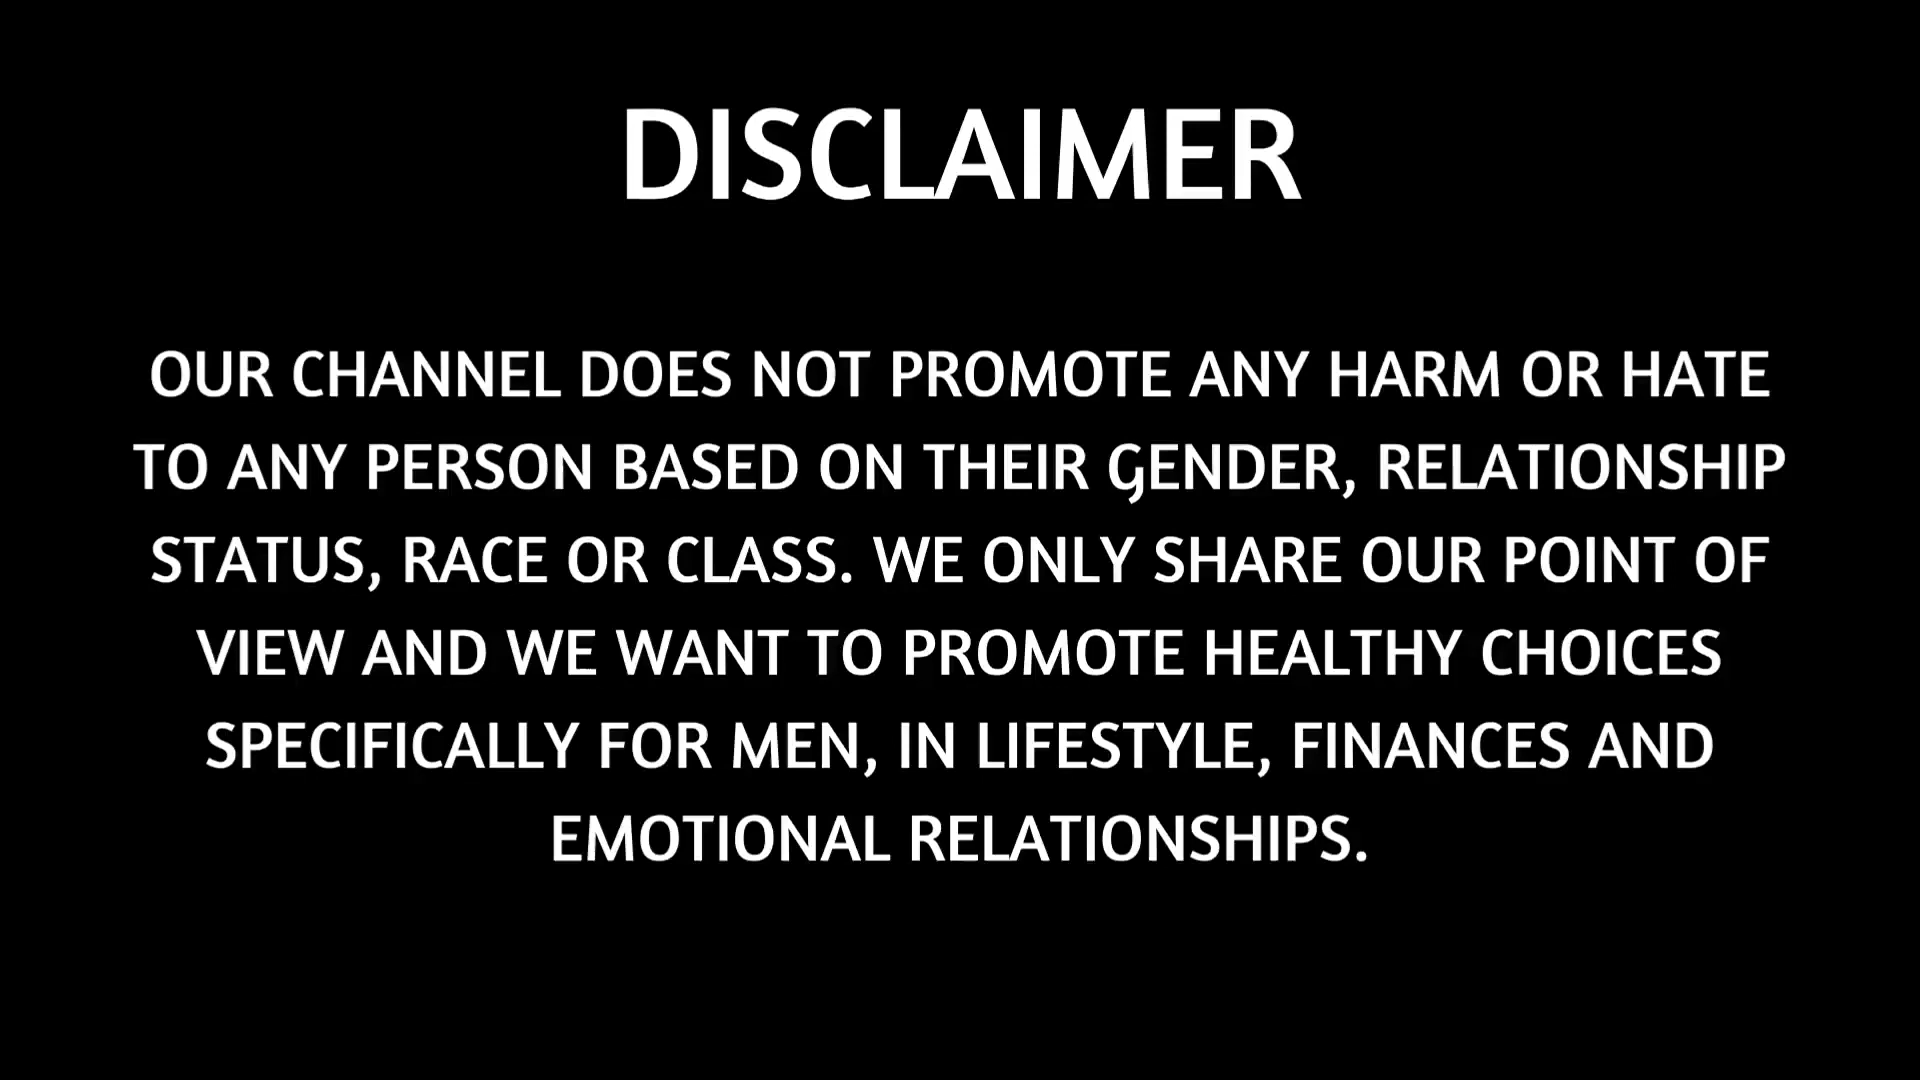 DISCLAIMER
OUR CHANNEL DOES NOT PROMOTE ANY HARM OR HATE
TO ANY PERSON BASED ON THEIR GENDER, RELATIONSHIP
STATUS, RACE OR CLASS. WE ONLY SHARE OUR POINT OF
VIEW AND WE WANT TO PROMOTE HEALTHY CHOICES
SPECIFICALLY FOR MEN, IN LIFESTYLE, FINANCES AND
EMOTIONAL RELATIONSHIPS.